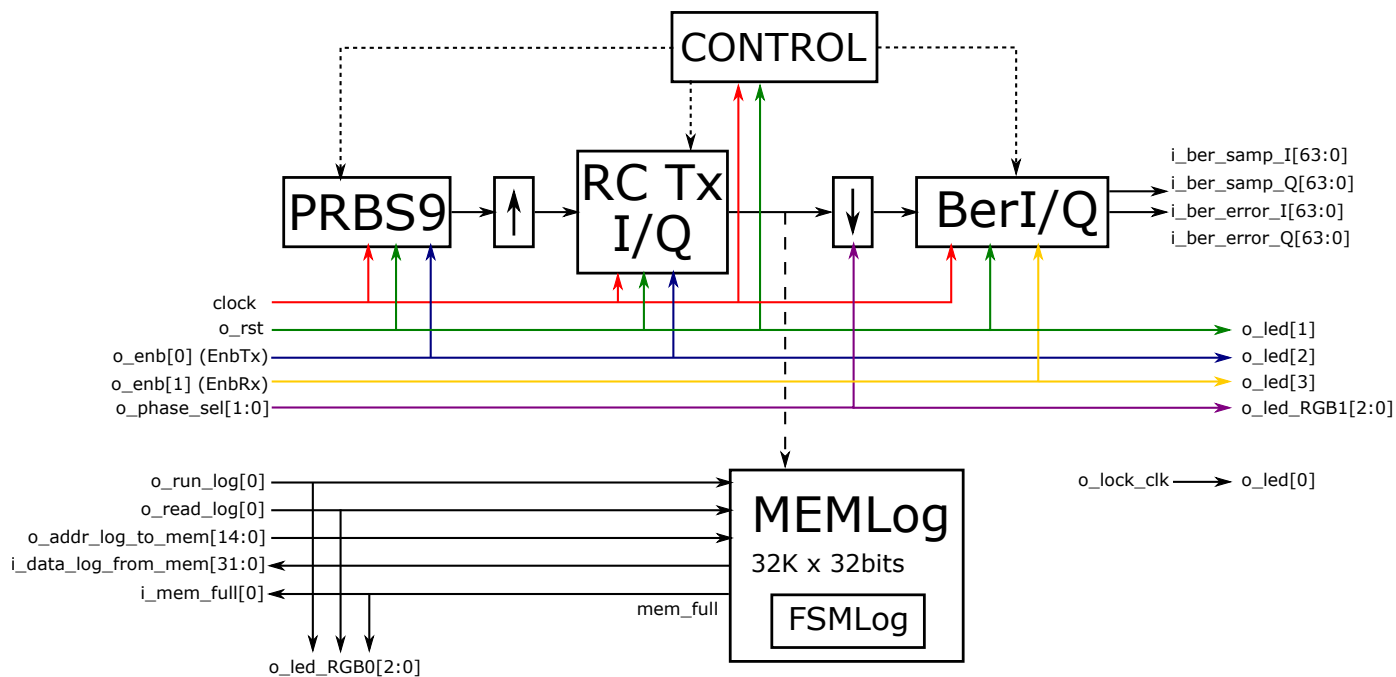 CONTROL
PRBS9
↑
RC Tx
I/Q
↓
BerI/Q
i_ber_samp_I[63:0]
i_ber_samp_Q[63:0]
i_ber_error_I[63:0]
i_ber_error_Q[63:0]
clock
o_rst
o_led[1]
o_enb[0] (EnbTx)
o_led[2]
o_enb[1] (EnbRx)
o_led[3]
o_phase_sel[1:0]
o_led_RGB1[2:0]
o_run_log[0]
o_read_log[0]
o_addr_log_to_mem[14:0]
i_data_log_from_mem[31:0]
i_mem_full[0]
mem_full
o_led_RGB0[2:0]
MEMLog
32K x 32bits
FSMLog
o_lock_clk
o_led[0]